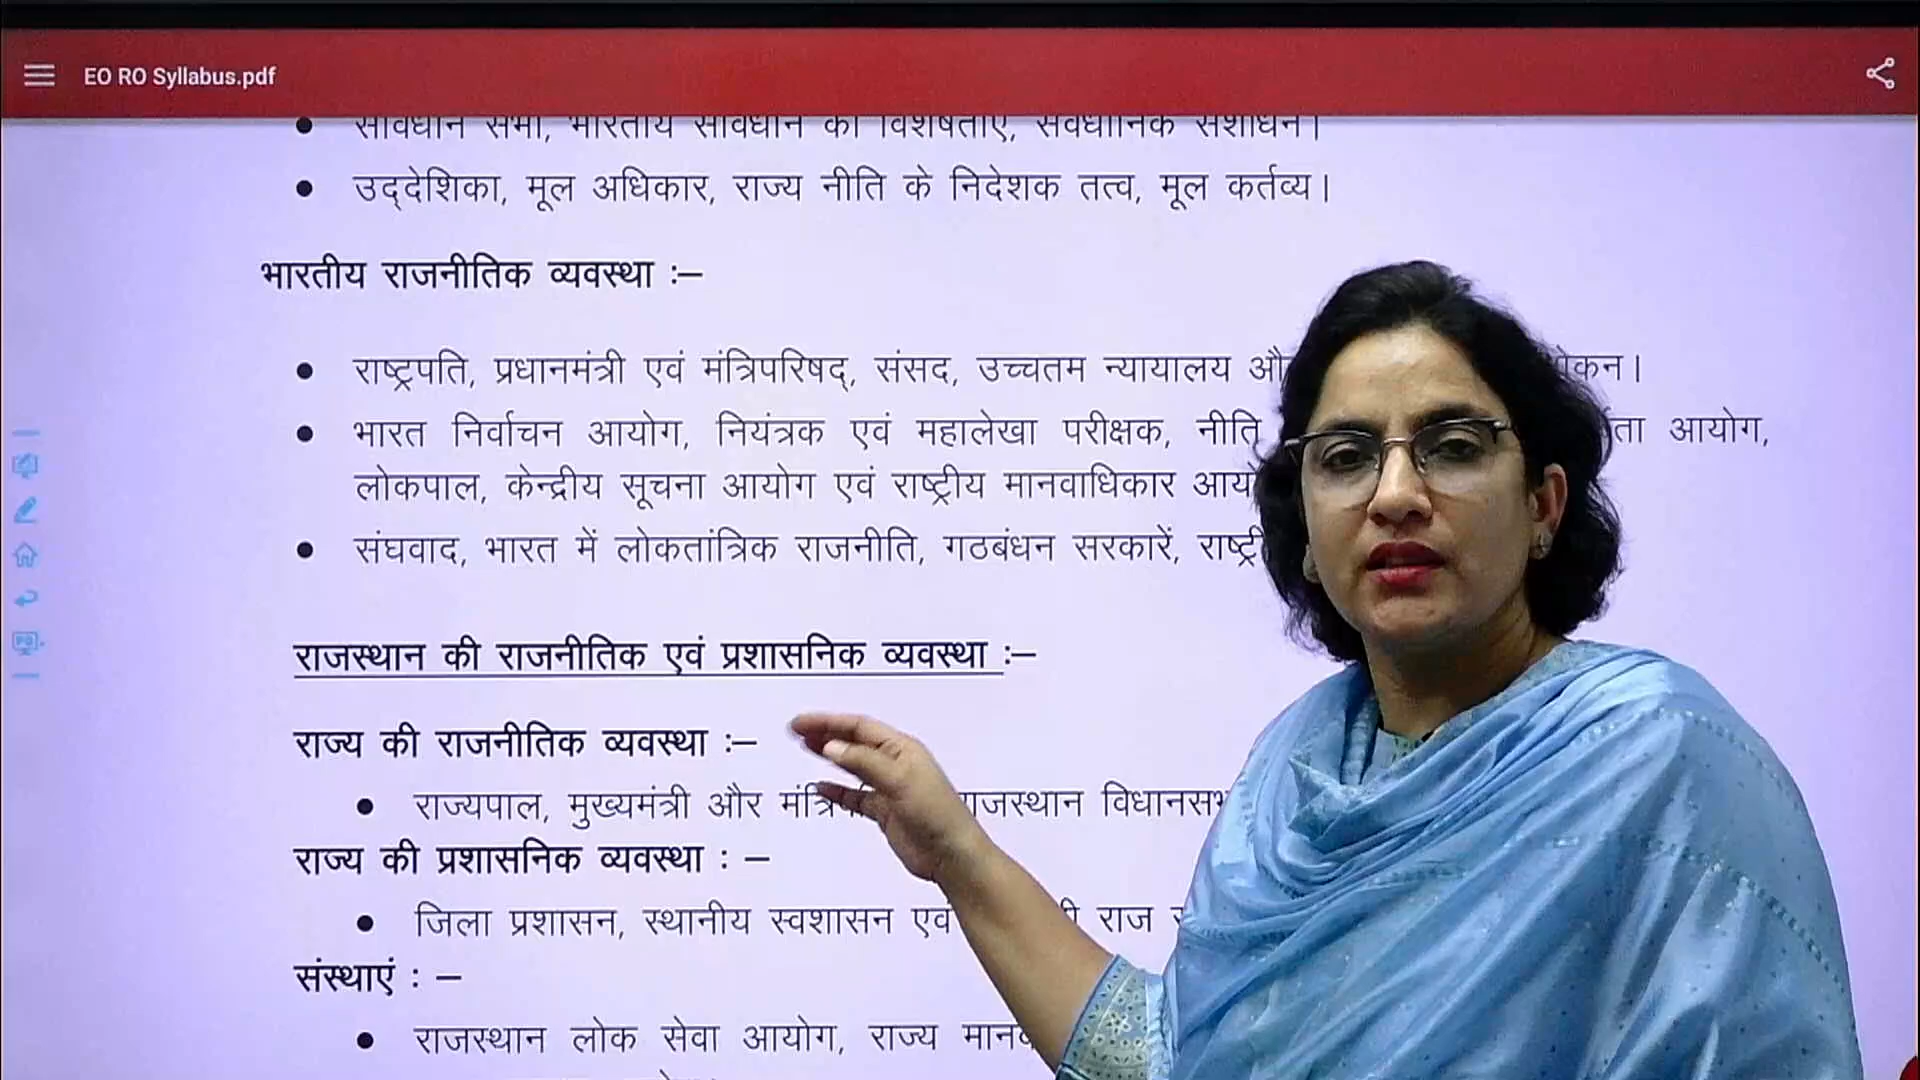 EO RO Syllabus.pdf
संविधान सभा, भारतीय संविधान की विशेषताएं, संवैधानिक संशोधन।
उद्देशिका, मूल अधिकार, राज्य नीति के निदेशक तत्व, मूल कर्तव्य।
भारतीय राजनीतिक व्यवस्था :–
राष्ट्रपति, प्रधानमंत्री एवं मंत्रिपरिषद्, संसद, उच्चतम न्यायालय
भारत निर्वाचन आयोग, नियंत्रक एवं महालेखा परीक्षक, नीति आयोग,
लोकपाल, केन्द्रीय सूचना आयोग एवं राष्ट्रीय मानवाधिकार
संघवाद, भारत में लोकतांत्रिक राजनीति, गठबंधन सरकारें,
राजस्थान की राजनीतिक एवं प्रशासनिक व्यवस्था :–
राज्य की राजनीतिक व्यवस्था :–
राज्यपाल, मुख्यमंत्री और
राज्य की प्रशासनिक व्यवस्था : –
जिला प्रशासन, स्थानीय स्वशासन राज
संस्थाएं : –
राजस्थान लोक सेवा आयोग, राज्य